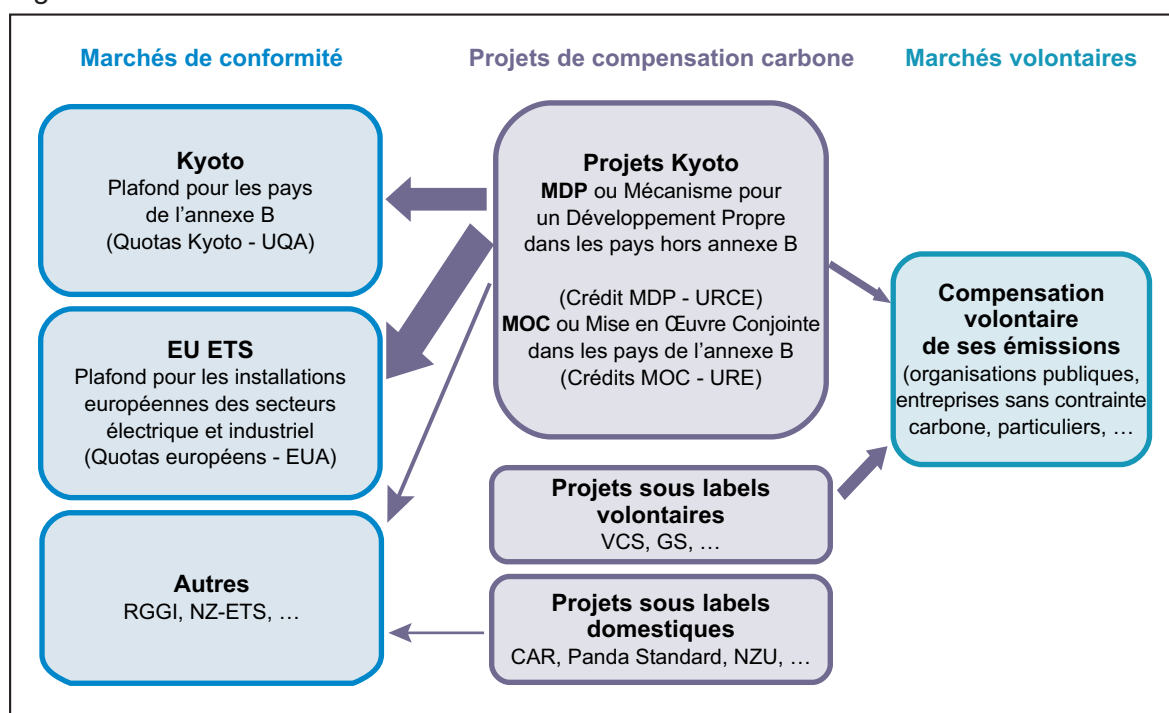 Marchés de conformité
Projets de compensation carbone
Marchés volontaires
Kyoto
Plafond pour les pays
de l’annexe B
(Quotas Kyoto - UQA)
EU ETS
Plafond pour les installations
européennes des secteurs
électrique et industriel
(Quotas européens - EUA)
Autres
RGGI, NZ-ETS, …
Projets Kyoto
MDP ou Mécanisme pour
un Développement Propre
dans les pays hors annexe B
(Crédit MDP - URCE)
MOC ou Mise en Œuvre Conjointe
dans les pays de l’annexe B
(Crédits MOC - URE)
Projets sous labels
volontaires
VCS, GS, …
Projets sous labels
domestiques
CAR, Panda Standard, NZU, …
Compensation
volontaire
de ses émissions
(organisations publiques,
entreprises sans contrainte
carbone, particuliers, …